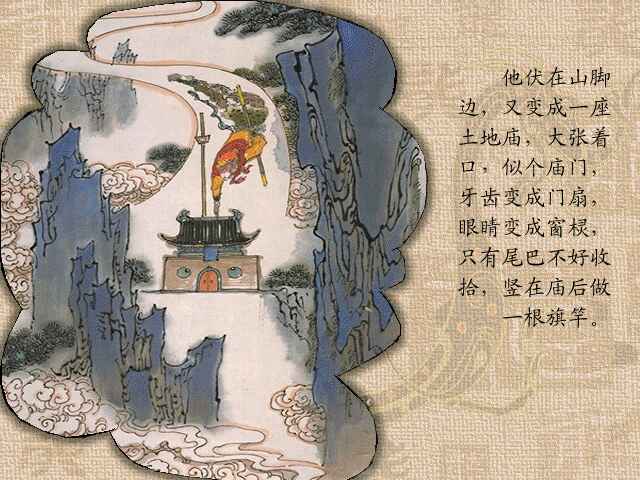 他伏在山脚
边，又变成一座
土地庙，大张着
口，似个庙门，
牙齿变成门扇，
眼睛变成窗棂，
只有尾巴不好收
拾，竖在庙后做
一根旗竿。